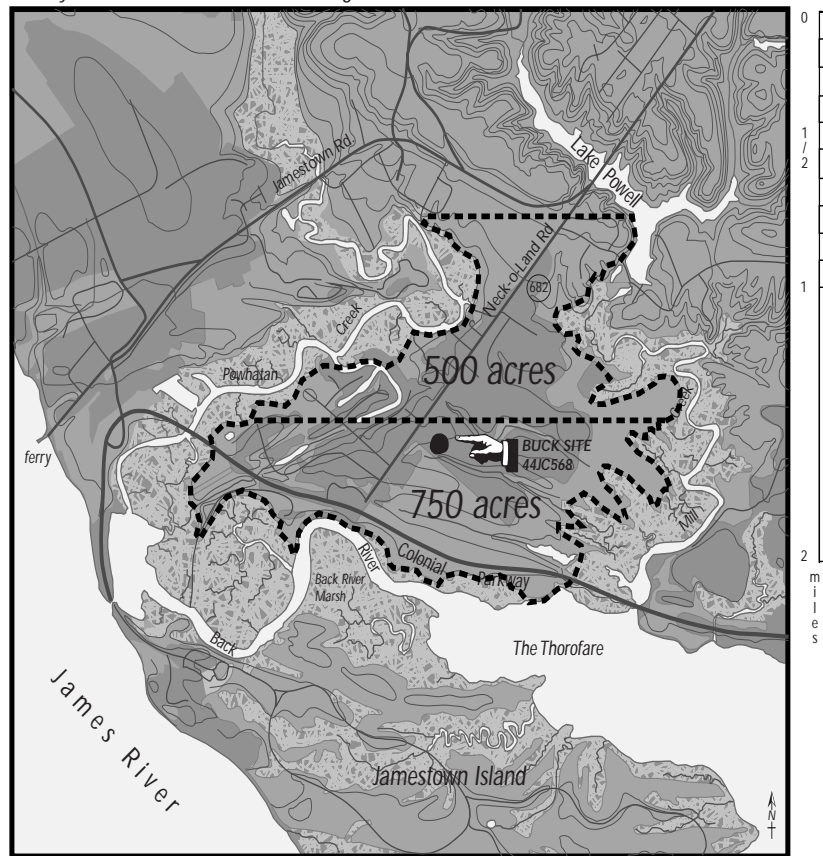 0
1/2
1
2
miles
Lake Powell
Jamestown Rd.
Neck-o-Land Rd
682
Creek
Powhatan
500 acres
ferry
BUCK SITE
44JC568
750 acres
Mill
River
Colonial
Parkway
Back River
Marsh
Back
The Thorofare
James River
Jamestown Island
N